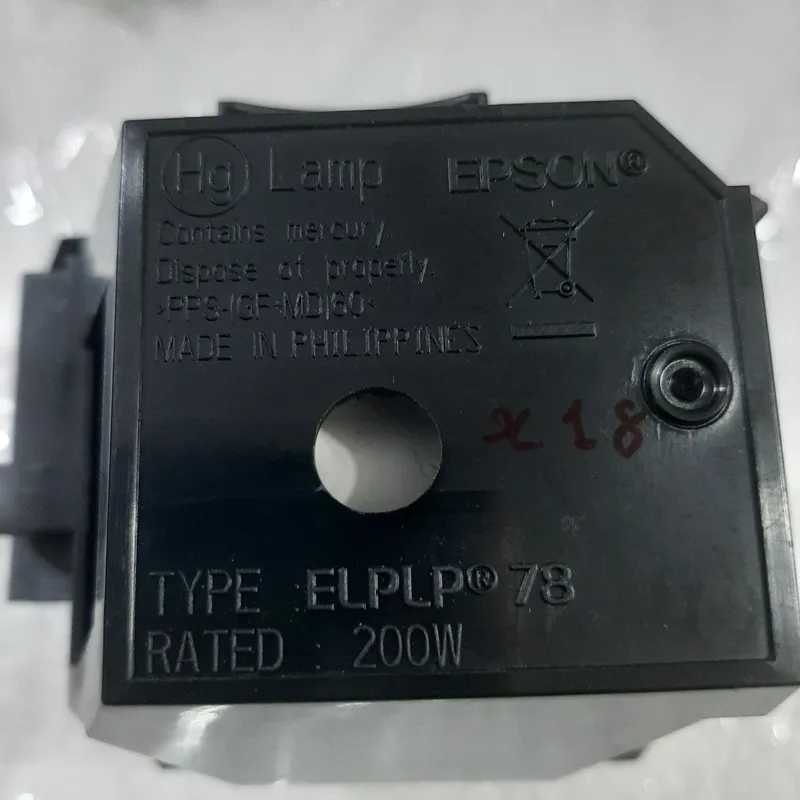 Hg Lamp EPSON®
Contains mercury.
Dispose of properly.
>PPS-(GF+MD)60<
MADE IN PHILIPPINES
x18
TYPE : ELPLP® 78
RATED : 200W